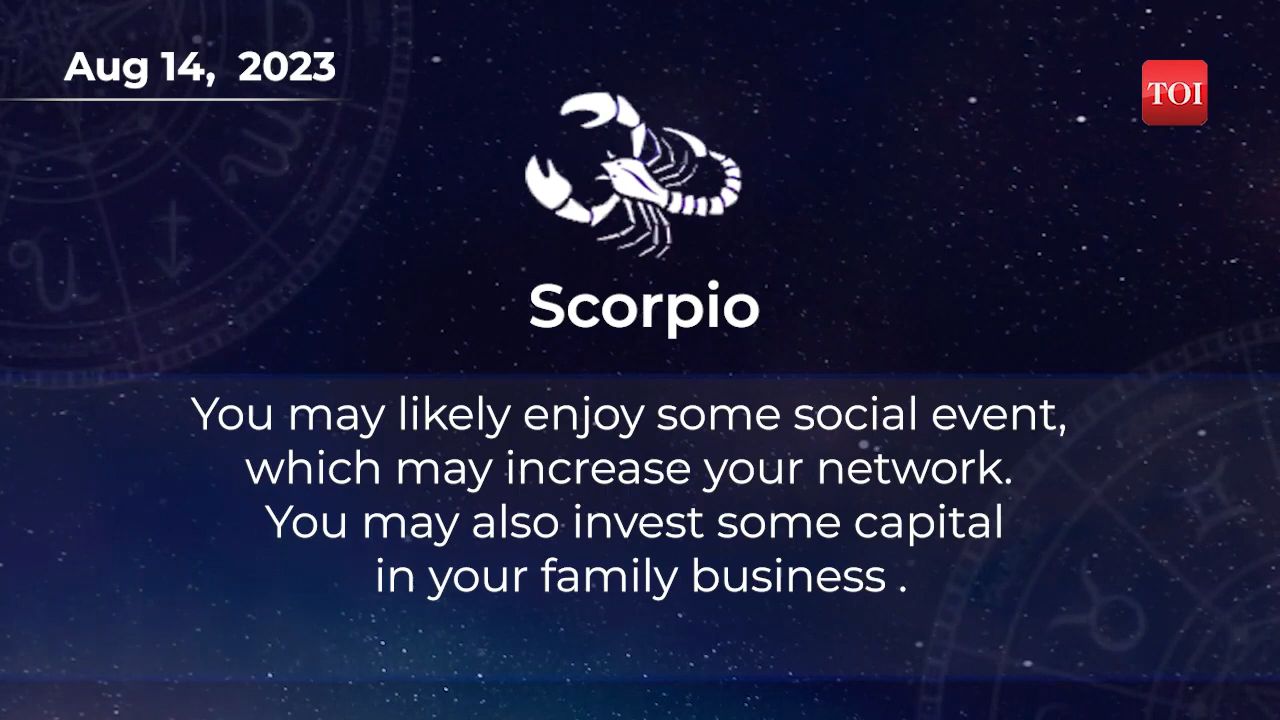 Aug 14,  2023
TOI
Scorpio
You may likely enjoy some social event,
which may increase your network.
You may also invest some capital
in your family business .